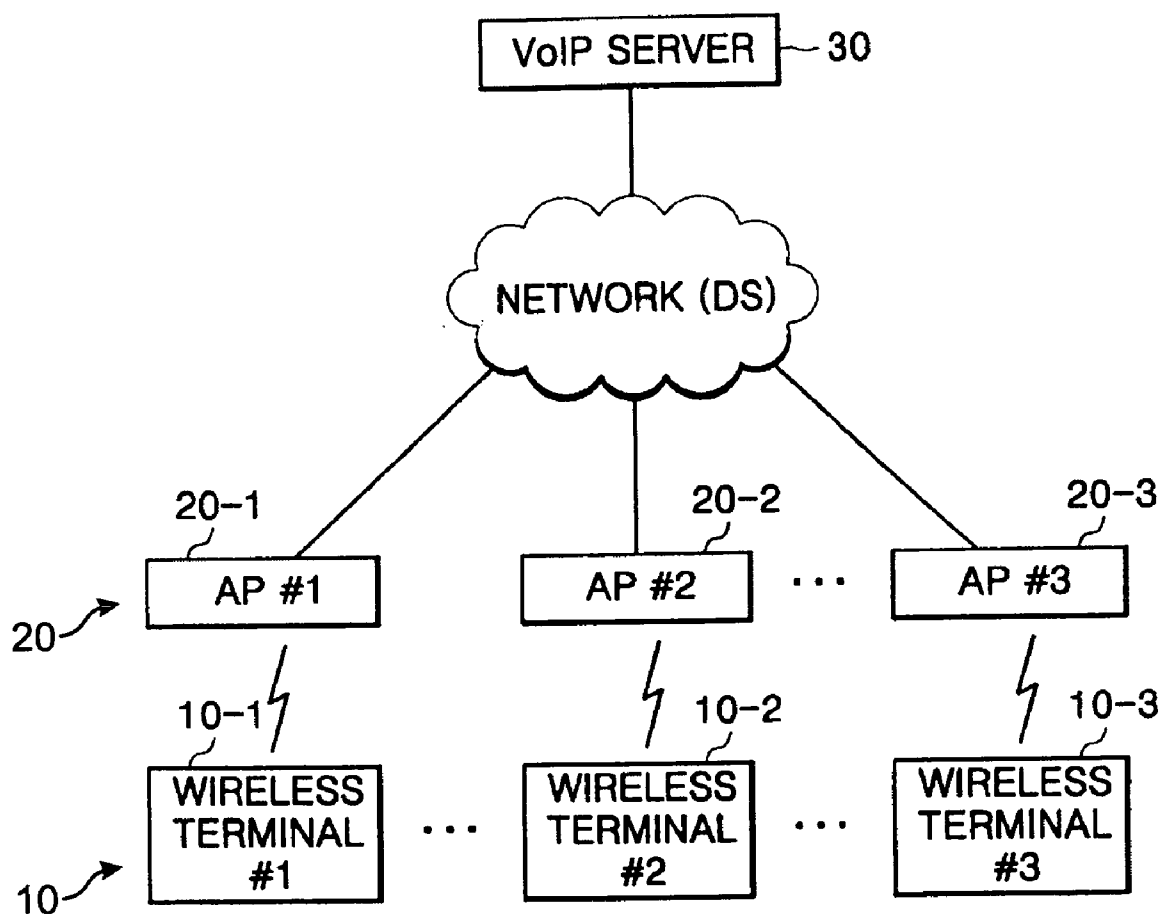 VoIP SERVER
30
NETWORK (DS)
20-1
20-2
20-3
AP #1
AP #2
...
AP #3
20
10-1
10-2
10-3
WIRELESS
TERMINAL
#1
...
WIRELESS
TERMINAL
#2
...
WIRELESS
TERMINAL
#3
10